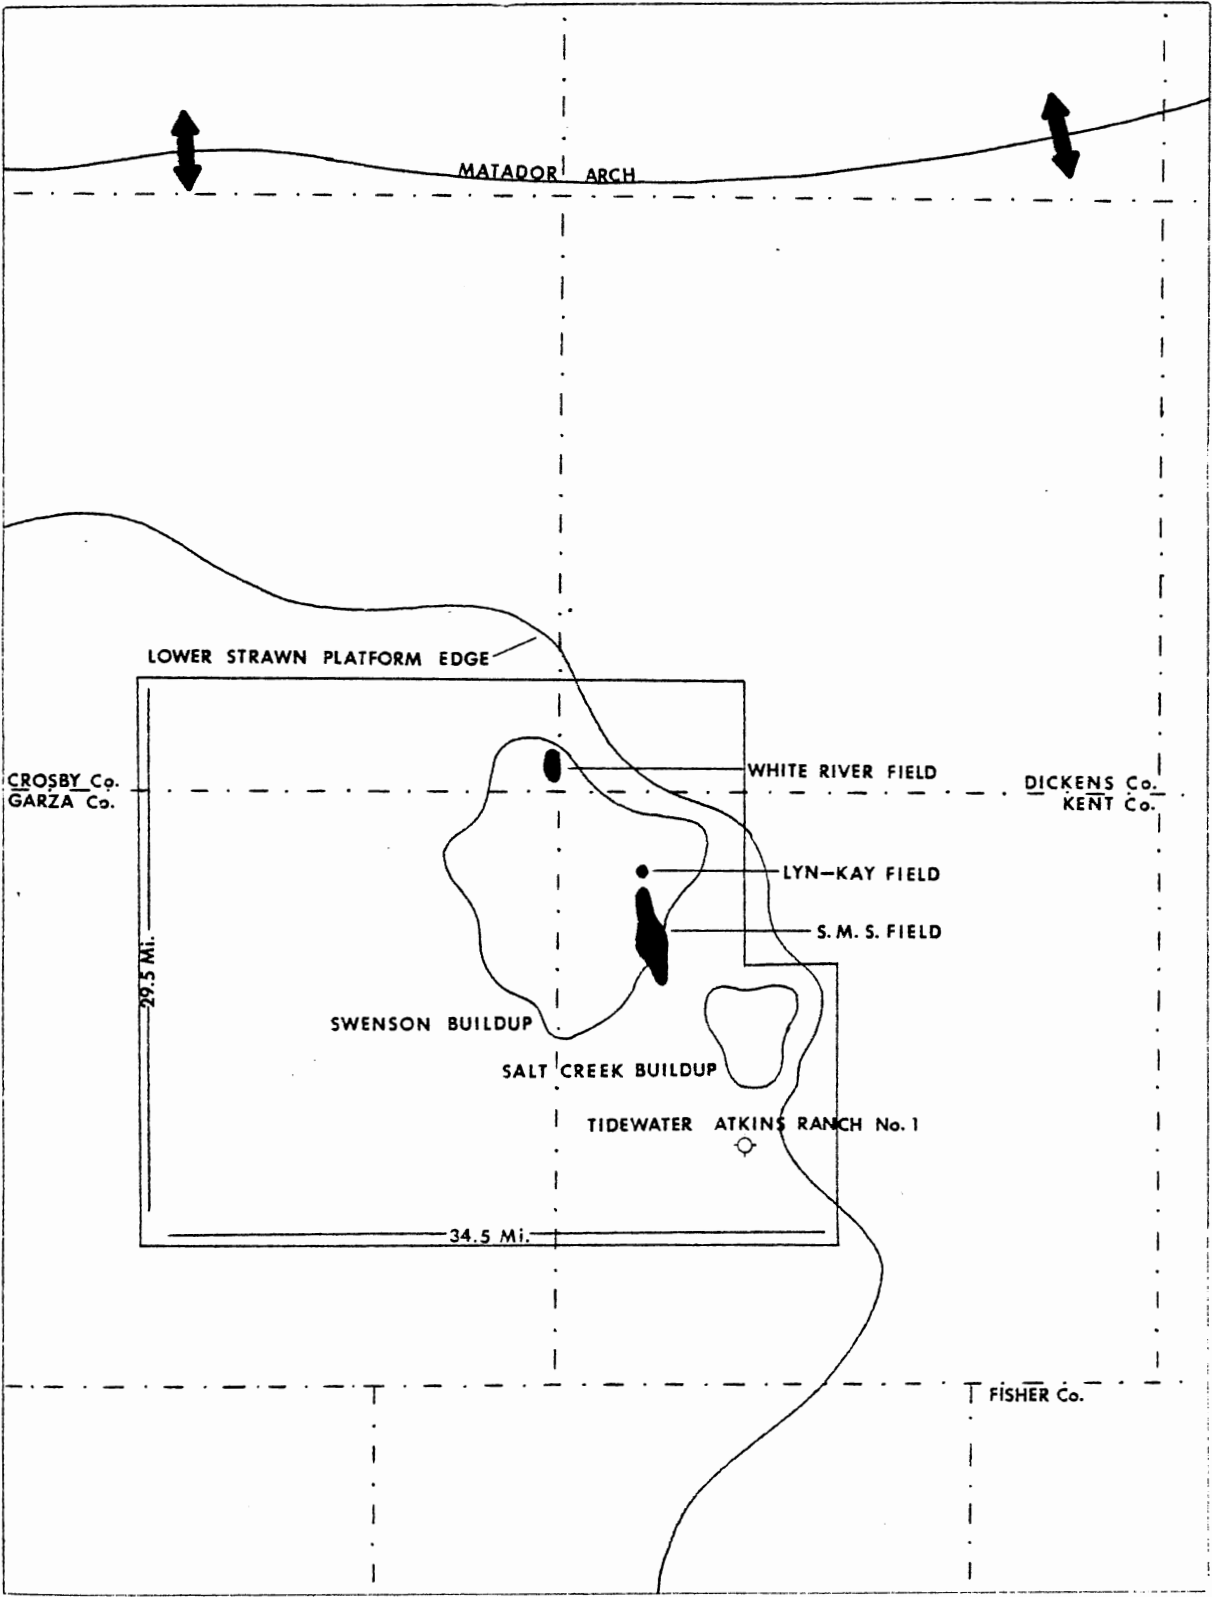 MATADOR ARCH
LOWER STRAWN PLATFORM EDGE
WHITE RIVER FIELD
CROSBY Co.
GARZA Co.
DICKENS Co.
KENT Co.
LYN-KAY FIELD
S.M.S. FIELD
29.5 Mi.
SWENSON BUILDUP
SALT CREEK BUILDUP
TIDEWATER ATKINS RANCH No. 1
34.5 Mi.
FISHER Co.